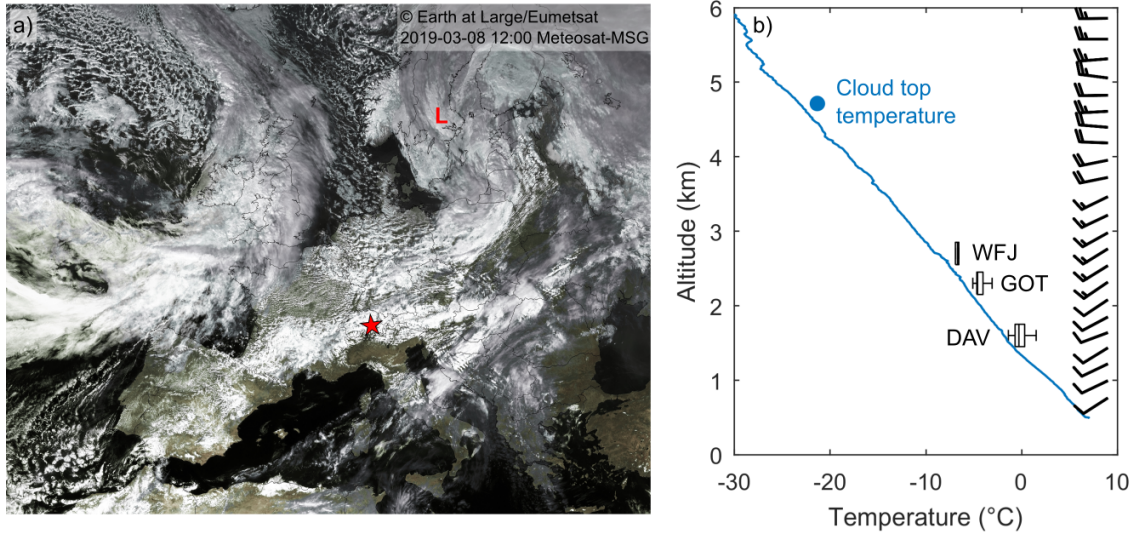 a)
© Earth at Large/Eumetsat
2019-03-08 12:00 Meteosat-MSG
L
b)
Cloud top
temperature
WFJ
GOT
DAV
6
5
4
3
2
1
0
Altitude (km)
-30
-20
-10
0
10
Temperature (°C)